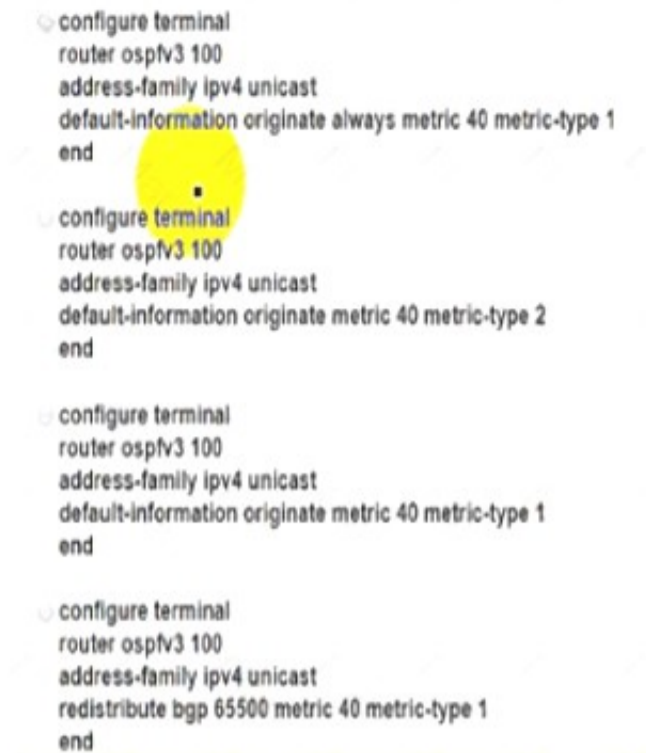 configure terminal
router ospfv3 100
address-family ipv4 unicast
default-information originate always metric 40 metric-type 1
end
configure terminal
router ospfv3 100
address-family ipv4 unicast
default-information originate metric 40 metric-type 2
end
configure terminal
router ospfv3 100
address-family ipv4 unicast
default-information originate metric 40 metric-type 1
end
configure terminal
router ospfv3 100
address-family ipv4 unicast
redistribute bgp 65500 metric 40 metric-type 1
end